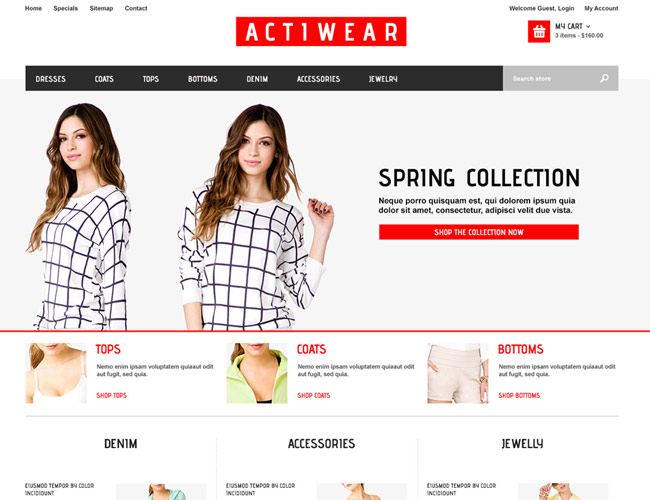 Home Specials Sitemap Contact
Welcome Guest, Login My Account
ACTIWEAR
MY CART
3 items - $160.00
DRESSES COATS TOPS BOTTOMS DENIM ACCESSORIES JEWELRY
Search store
SPRING COLLECTION
Neque porro quisquam est, qui dolorem ipsum quia
dolor sit amet, consectetur, adipisci velit due vista.
SHOP THE COLLECTION NOW
TOPS
Nemo enim ipsam voluptatem quiaaut odit
aut fugit, sed quia.
SHOP TOPS
COATS
Nemo enim ipsam voluptatem quiaaut odit
aut fugit, sed quia.
SHOP COATS
BOTTOMS
Nemo enim ipsam voluptatem quiaaut odit
aut fugit, sed quia.
SHOP BOTTOMS
DENIM
ACCESSORIES
JEWELLY
EIUSMOD TEMPOR BY COLOR
INCIDIDUNT
EIUSMOD TEMPOR BY COLOR
INCIDIDUNT
EIUSMOD TEMPOR BY COLOR
INCIDIDUNT